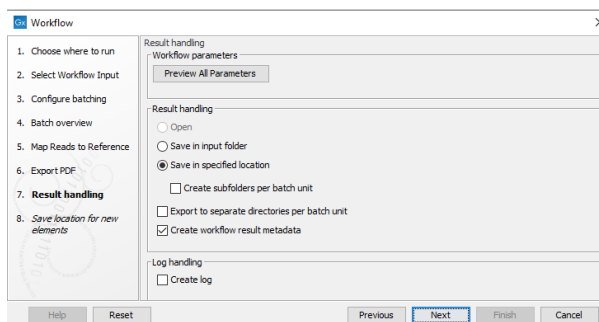 Gx Workflow
1. Choose where to run
2. Select Workflow Input
3. Configure batching
4. Batch overview
5. Map Reads to Reference
6. Export PDF
7. Result handling
8. Save location for new
elements
Result handling
Workflow parameters
Preview All Parameters
Result handling
Open
Save in input folder
Save in specified location
Create subfolders per batch unit
Export to separate directories per batch unit
Create workflow result metadata
Log handling
Create log
Help Reset Previous Next Finish Cancel